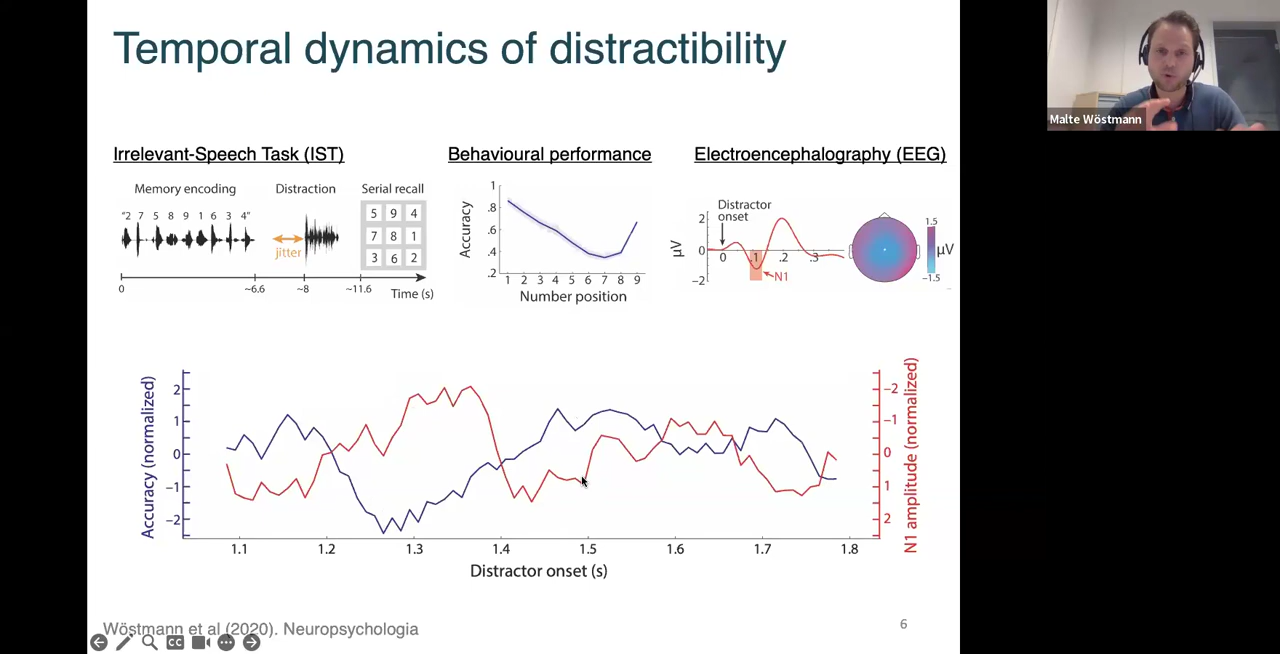 Temporal dynamics of distractibility
Malte Wöstmann
Irrelevant-Speech Task (IST)
Memory encoding
Distraction
Serial recall
"2 7 5 8 9 1 6 3 4"
jitter
5 9 4
7 8 1
3 6 2
0 ~6.6 ~8 ~11.6 Time (s)
Behavioural performance
Accuracy
1
.8
.6
.4
.2
1 2 3 4 5 6 7 8 9
Number position
Electroencephalography (EEG)
Distractor
onset
µV
2
0
−2
0 .1 .2 .3
N1
1.5
µV
−1.5
Accuracy (normalized)
2
1
0
−1
−2
1.1 1.2 1.3 1.4 1.5 1.6 1.7 1.8
Distractor onset (s)
−2
−1
0
1
2
N1 amplitude (normalized)
Wöstmann et al (2020). Neuropsychologia
6
CC